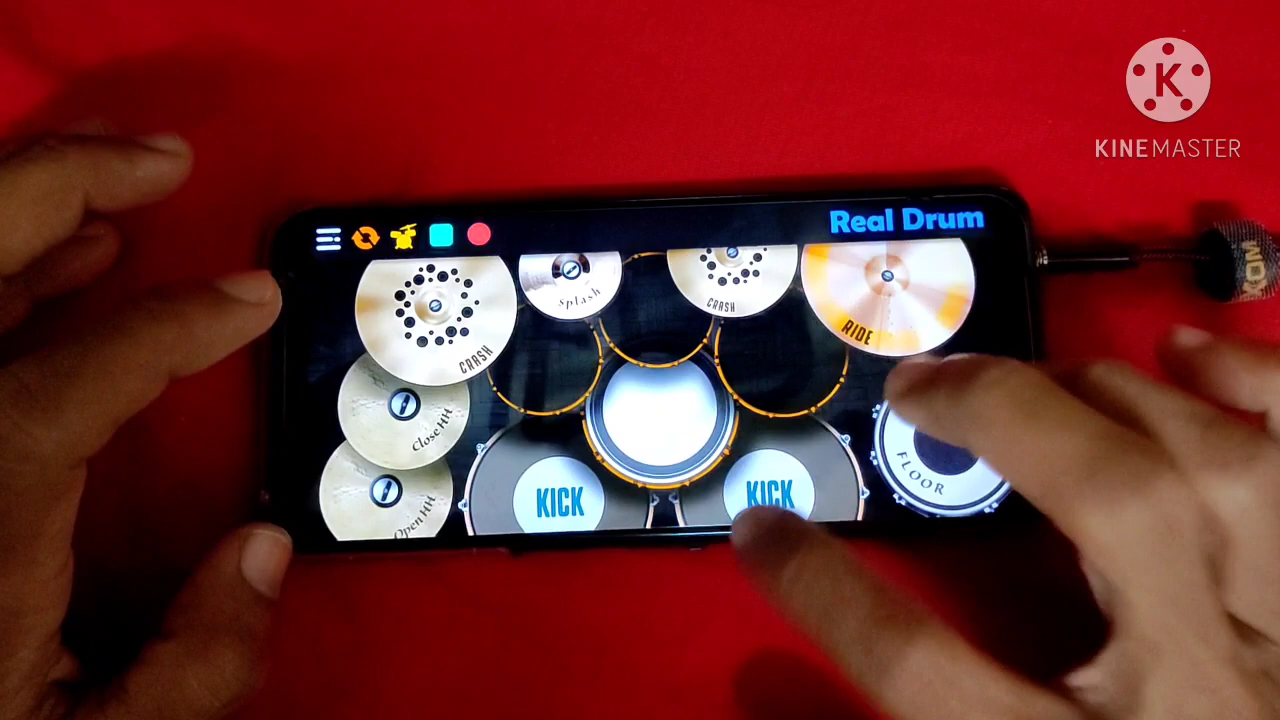 KINEMASTER
Real Drum
Splash
CRASH
RIDE
CRASH
Close HH
FLOOR
KICK
KICK
Open HH